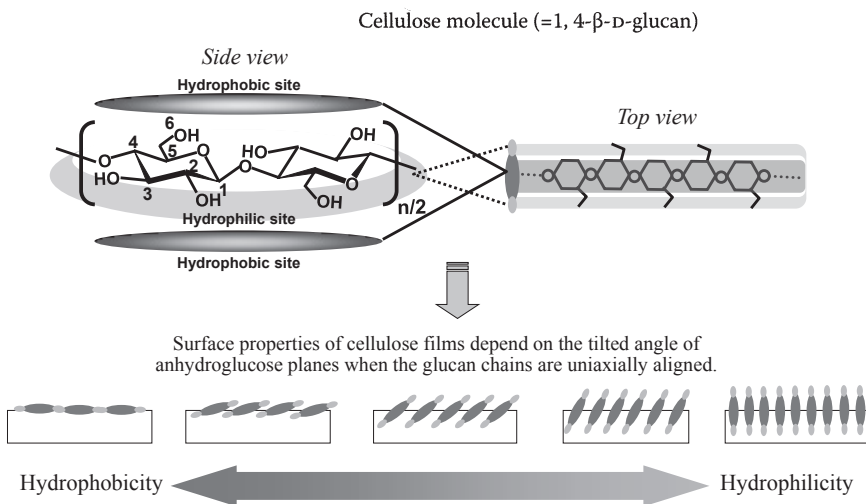 Cellulose molecule (=1, 4-β-D-glucan)
Side view
Hydrophobic site
Top view
6
OH
4
5
O
HO
OH
O
2
O
HO
3
1
O
OH
OH
n/2
Hydrophilic site
Hydrophobic site
Surface properties of cellulose films depend on the tilted angle of
anhydroglucose planes when the glucan chains are uniaxially aligned.
Hydrophobicity
Hydrophilicity